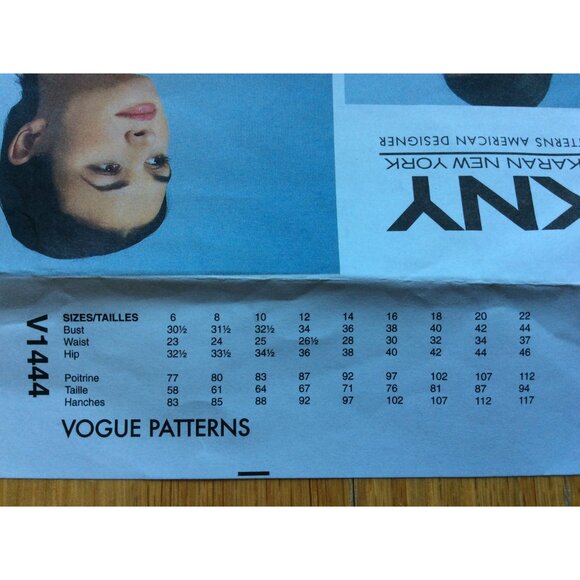 TTERNS AMERICAN DESIGNER
KARAN NEW YORK
KNY
V1444
SIZES/TAILLES 6 8 10 12 14 16 18 20 22
Bust 30½ 31½ 32½ 34 36 38 40 42 44
Waist 23 24 25 26½ 28 30 32 34 37
Hip 32½ 33½ 34½ 36 38 40 42 44 46
Poitrine 77 80 83 87 92 97 102 107 112
Taille 58 61 64 67 71 76 81 87 94
Hanches 83 85 88 92 97 102 107 112 117
VOGUE PATTERNS